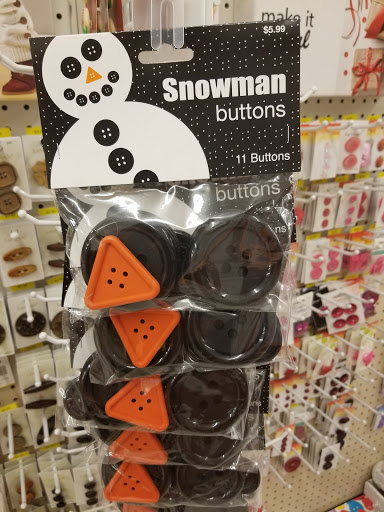 make it
$5.99
Snowman
buttons
11 Buttons
buttons